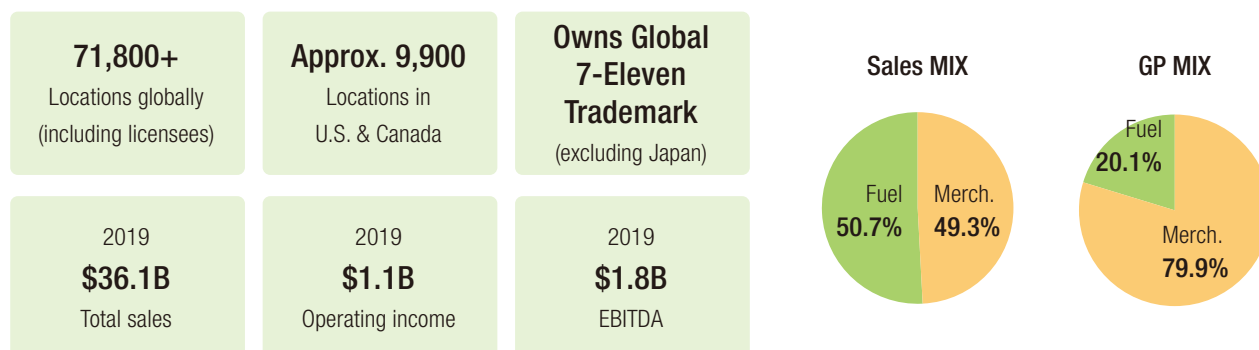 71,800+
Locations globally
(including licensees)
Approx. 9,900
Locations in
U.S. & Canada
Owns Global
7-Eleven
Trademark
(excluding Japan)
2019
$36.1B
Total sales
2019
$1.1B
Operating income
2019
$1.8B
EBITDA
Sales MIX
Fuel
50.7%
Merch.
49.3%
GP MIX
Fuel
20.1%
Merch.
79.9%